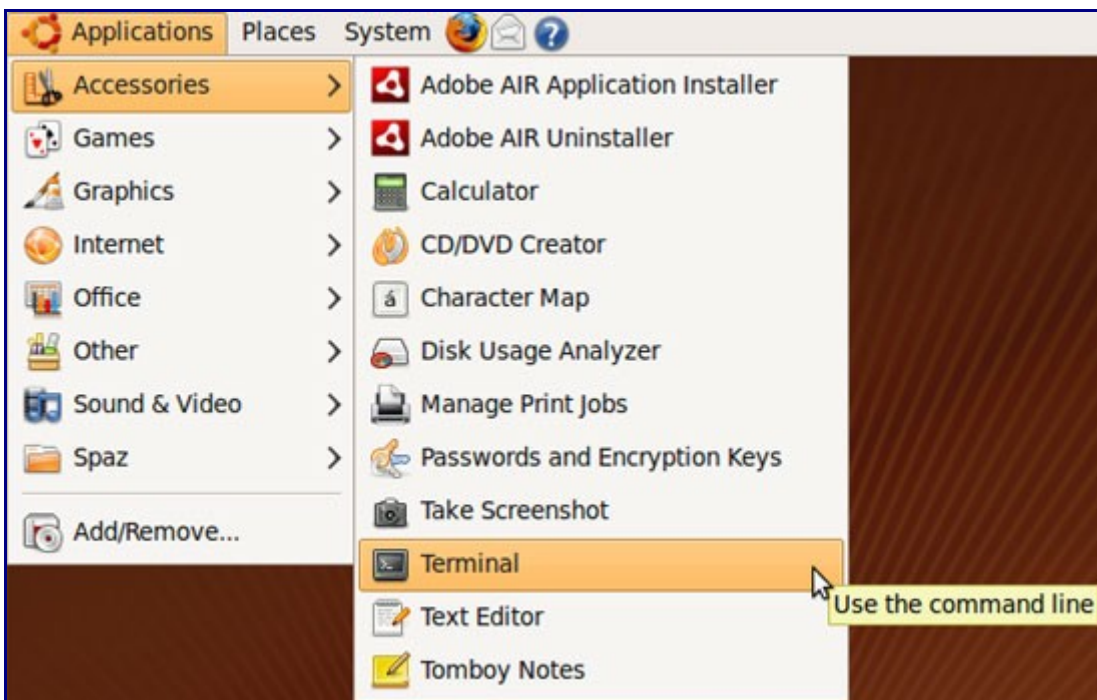 Applications Places System
Accessories
Games
Graphics
Internet
Office
Other
Sound & Video
Spaz
Add/Remove...
Adobe AIR Application Installer
Adobe AIR Uninstaller
Calculator
CD/DVD Creator
Character Map
Disk Usage Analyzer
Manage Print Jobs
Passwords and Encryption Keys
Take Screenshot
Terminal
Use the command line
Text Editor
Tomboy Notes